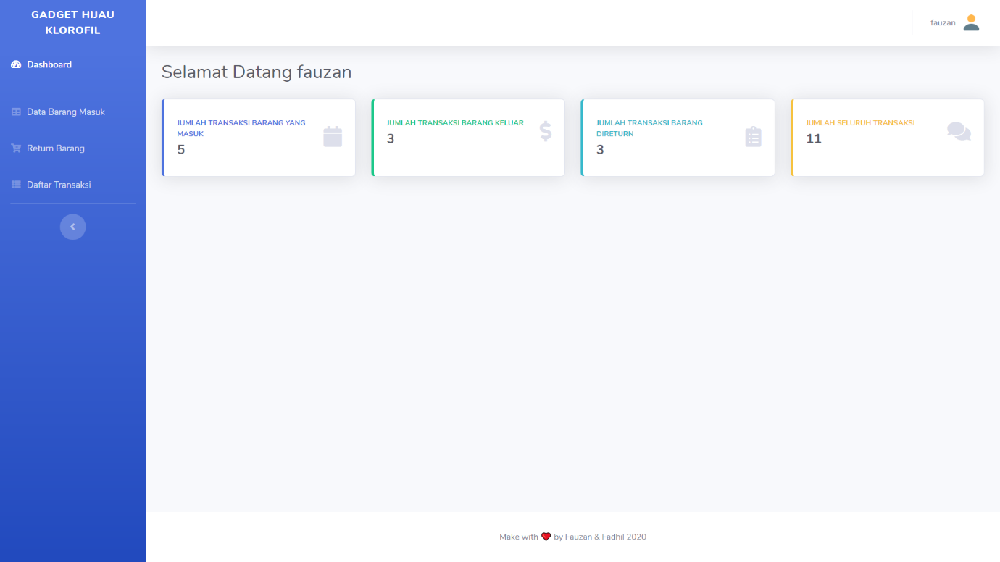 GADGET HIJAU
KLOROFIL
Dashboard
Data Barang Masuk
Return Barang
Daftar Transaksi
fauzan
Selamat Datang fauzan
JUMLAH TRANSAKSI BARANG YANG
MASUK
5
JUMLAH TRANSAKSI BARANG KELUAR
3
JUMLAH TRANSAKSI BARANG
DIRETURN
3
JUMLAH SELURUH TRANSAKSI
11
Make with ❤ by Fauzan & Fadhil 2020